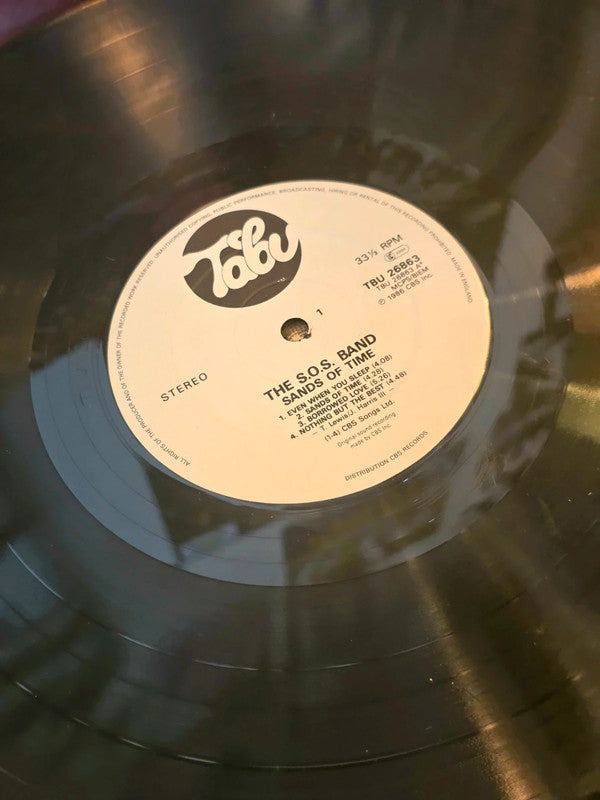 ALL RIGHTS OF THE PRODUCER AND OF THE OWNER OF THE RECORDED WORK RESERVED. UNAUTHORISED COPYING, PUBLIC PERFORMANCE, BROADCASTING, HIRING OR RENTAL OF THIS RECORDING PROHIBITED. MADE IN ENGLAND.
Tabu
TM
33⅓ RPM
TBU 26863
TBU 26863 A*
MCPS/BIEM
℗ 1986 CBS Inc.
1
STEREO
THE S.O.S. BAND
SANDS OF TIME
1. EVEN WHEN YOU SLEEP (4.08)
2. SANDS OF TIME (4.28)
3. BORROWED LOVE (5.26)
4. NOTHING BUT THE BEST (4.48)
– T. Lewis/J. Harris III –
(1-4) CBS Songs Ltd.
Original sound recording
made by CBS Inc.
DISTRIBUTION CBS RECORDS